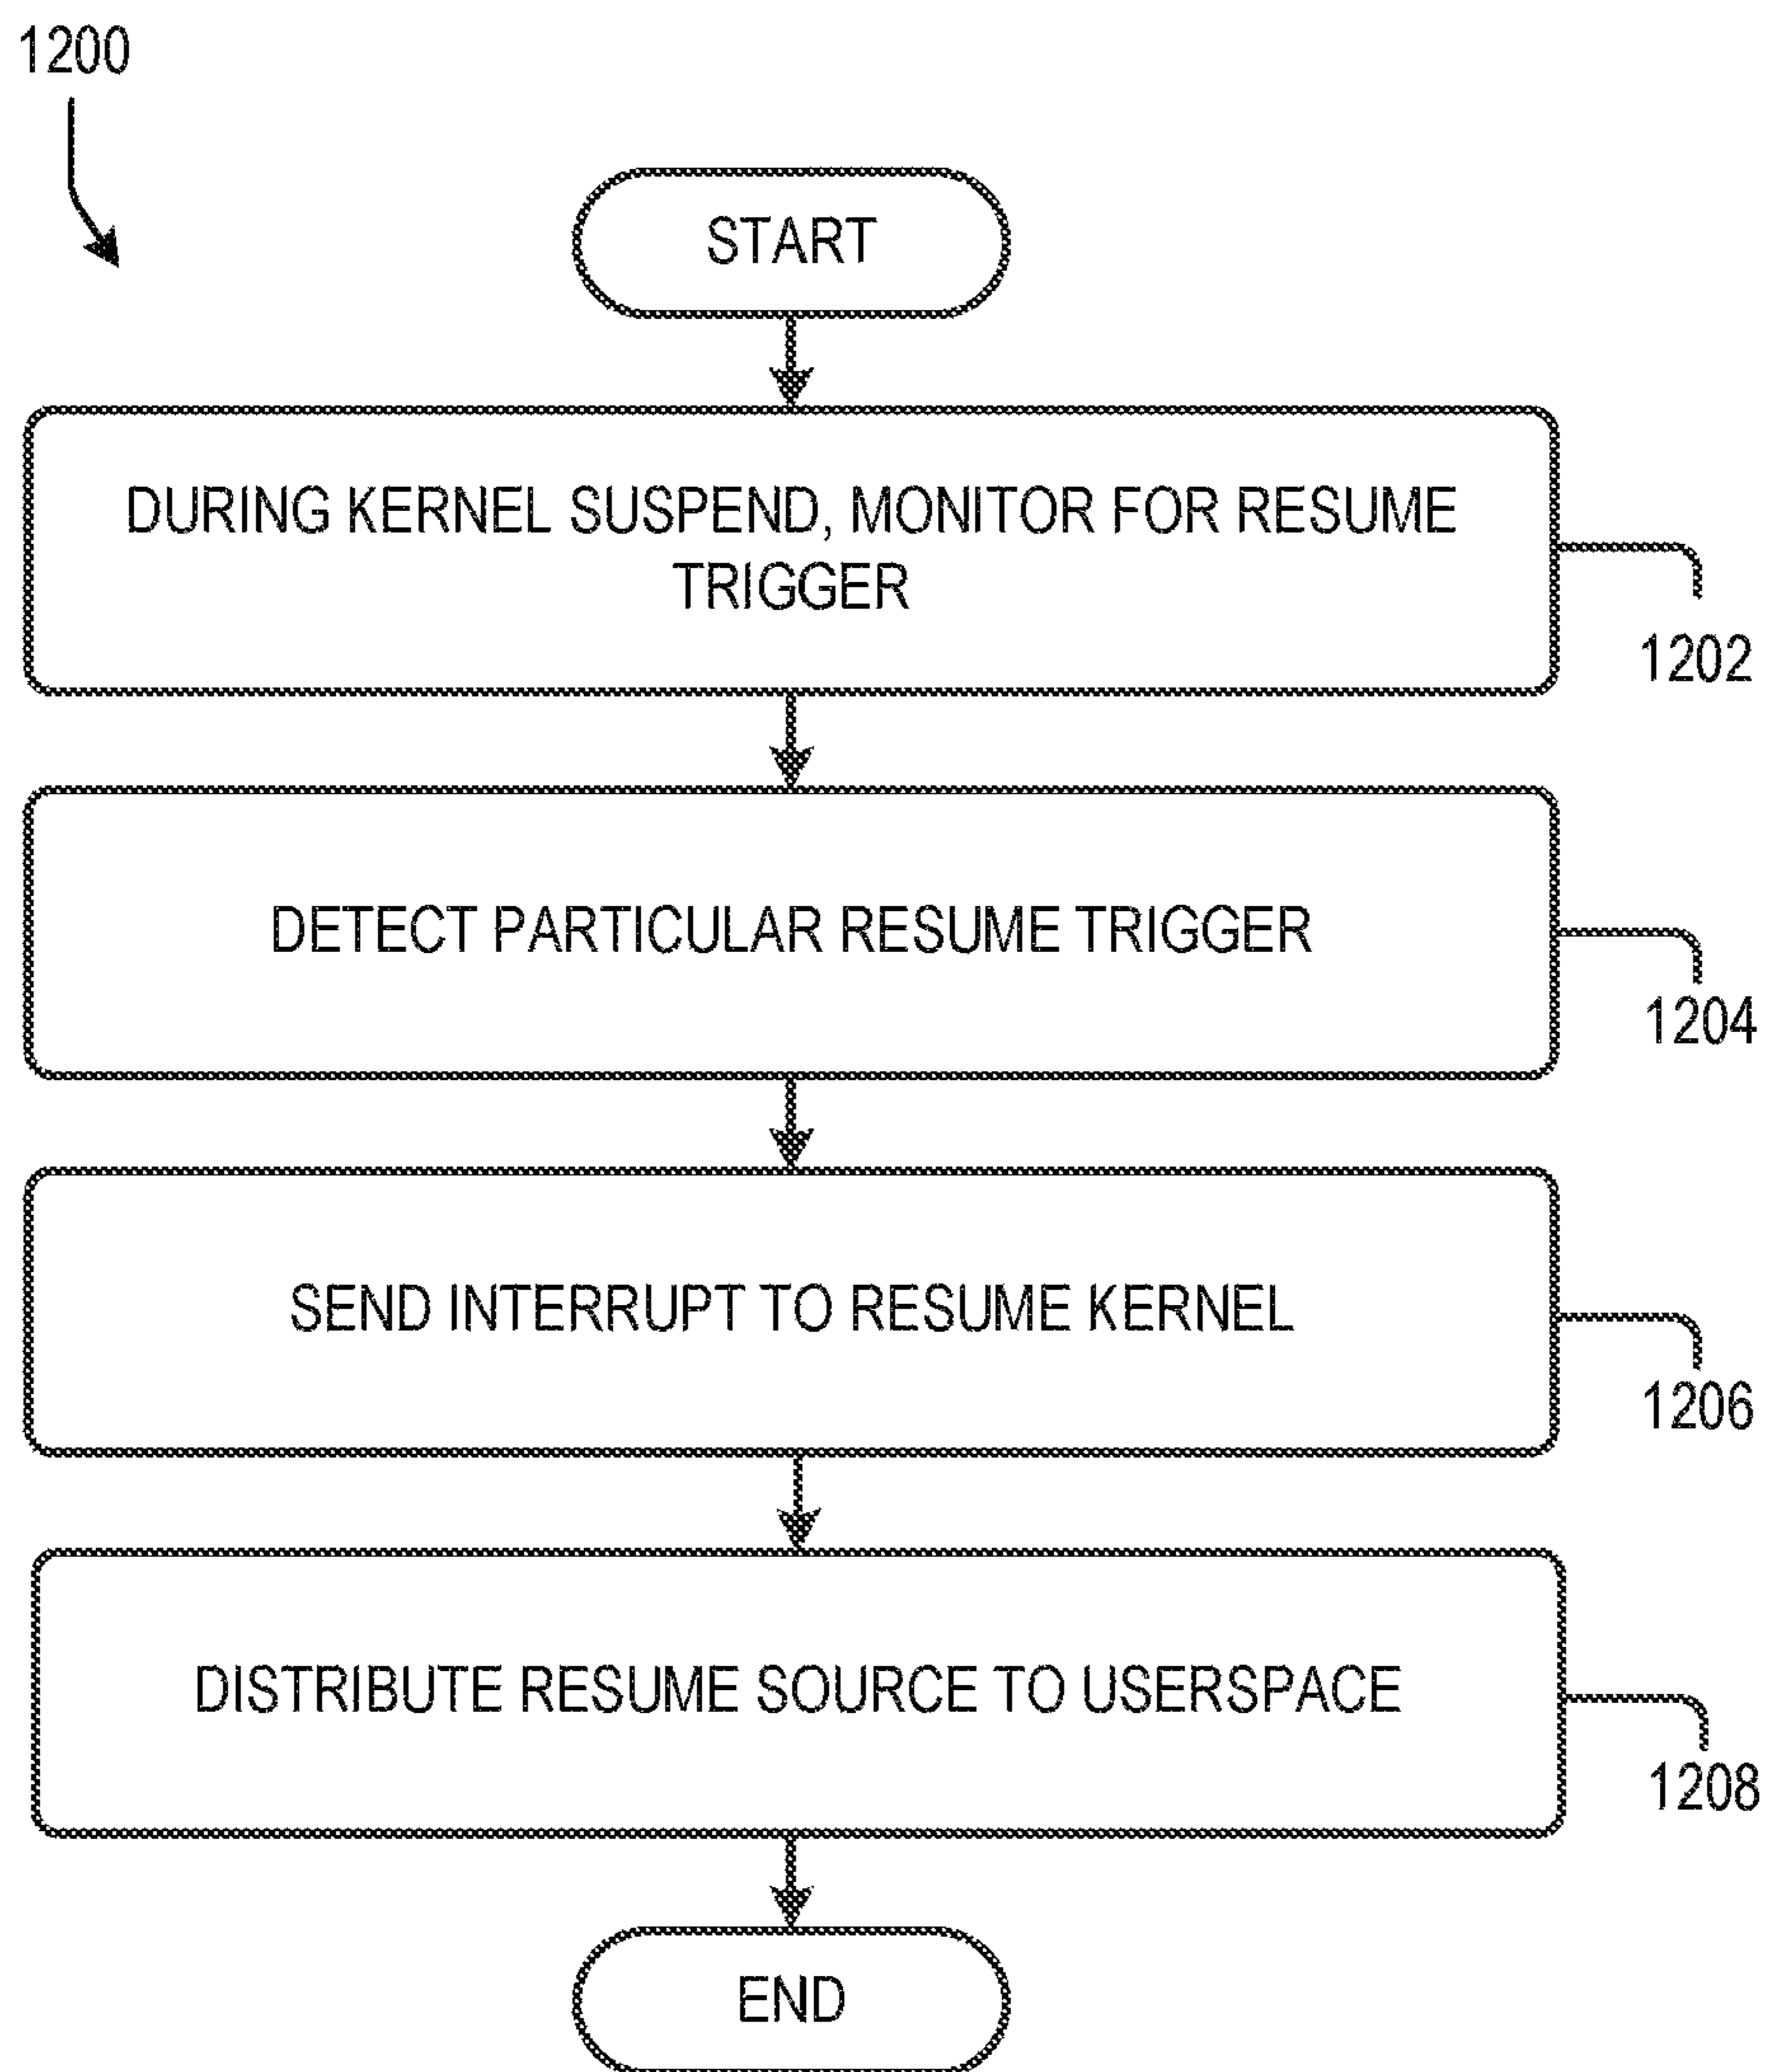 1200
START
DURING KERNEL SUSPEND, MONITOR FOR RESUME
TRIGGER
1202
DETECT PARTICULAR RESUME TRIGGER
1204
SEND INTERRUPT TO RESUME KERNEL
1206
DISTRIBUTE RESUME SOURCE TO USERSPACE
1208
END